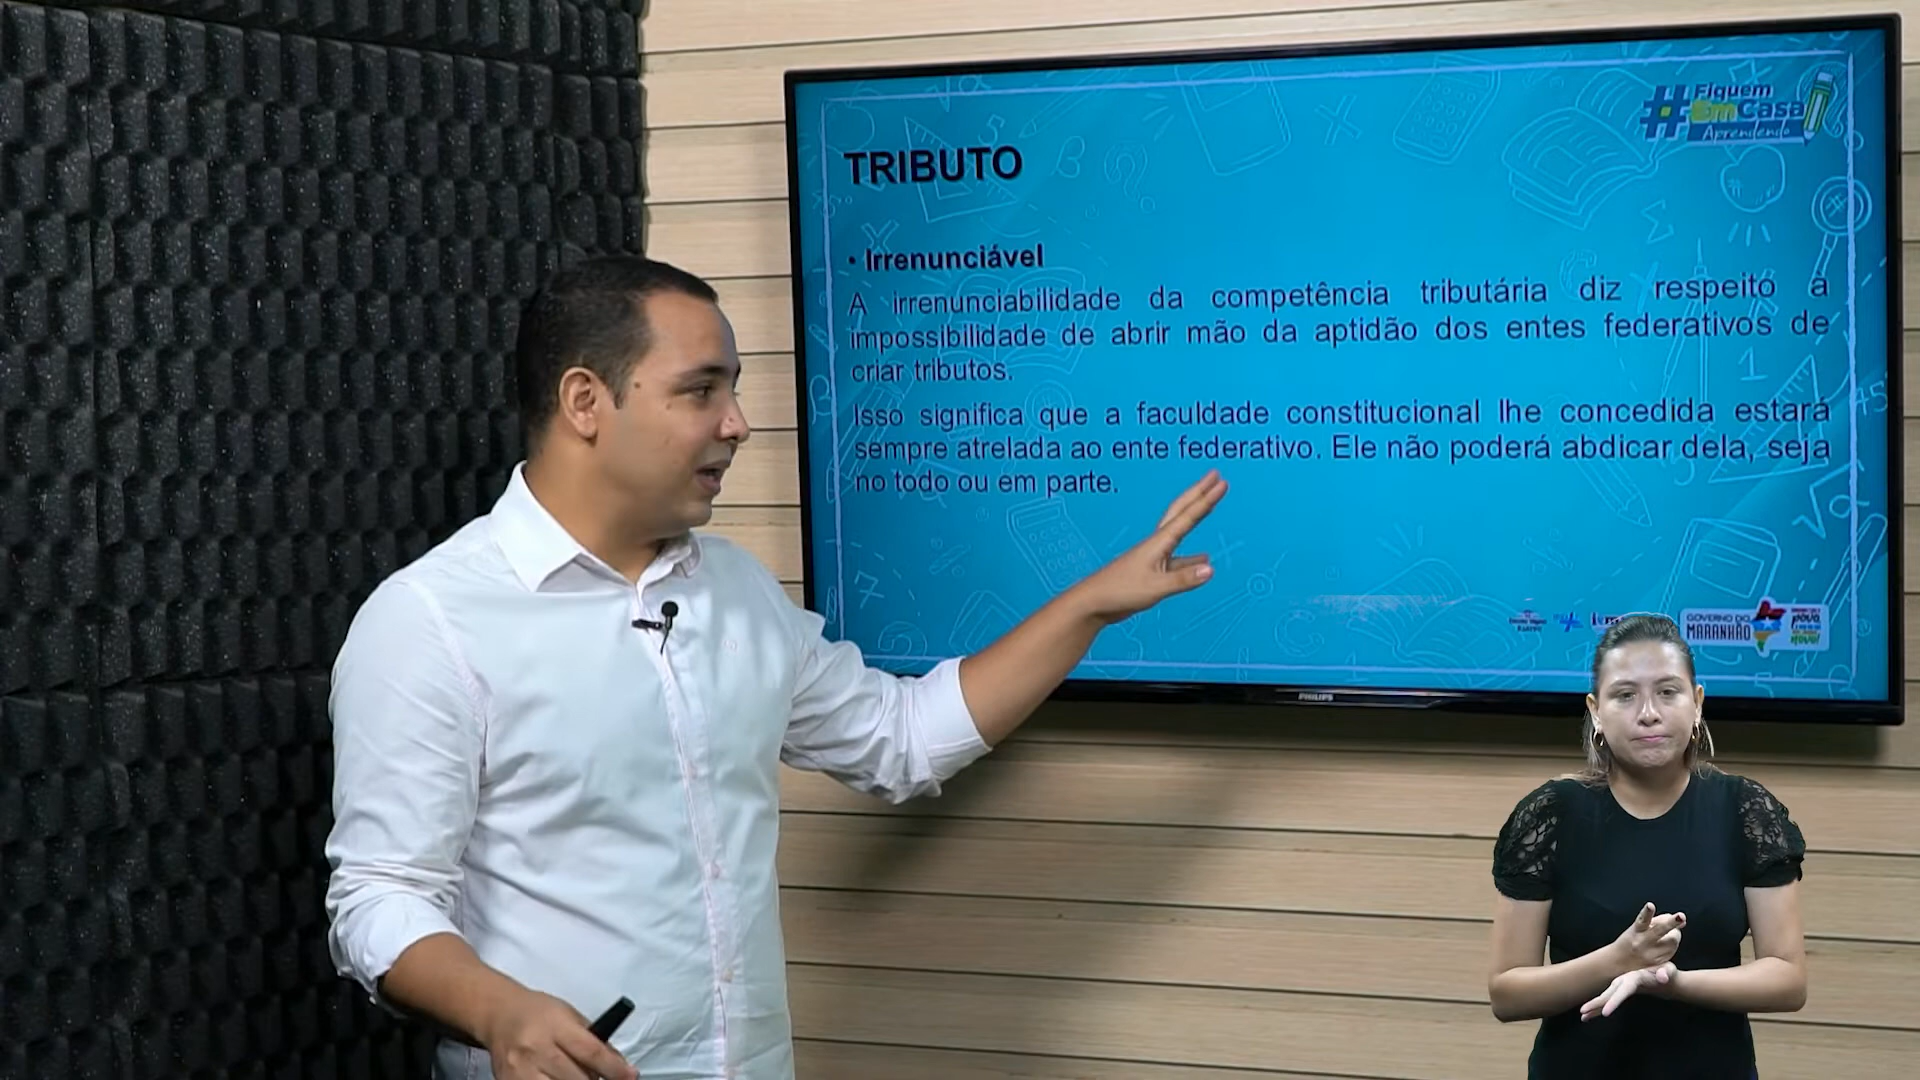 #Fiquem
EmCasa
Aprendendo
TRIBUTO
• Irrenunciável
A irrenunciabilidade da competência tributária diz respeito a
impossibilidade de abrir mão da aptidão dos entes federativos de
criar tributos.
Isso significa que a faculdade constitucional lhe concedida estará
sempre atrelada ao ente federativo. Ele não poderá abdicar dela, seja
no todo ou em parte.
GOVERNO DO
MARANHÃO
PHILIPS